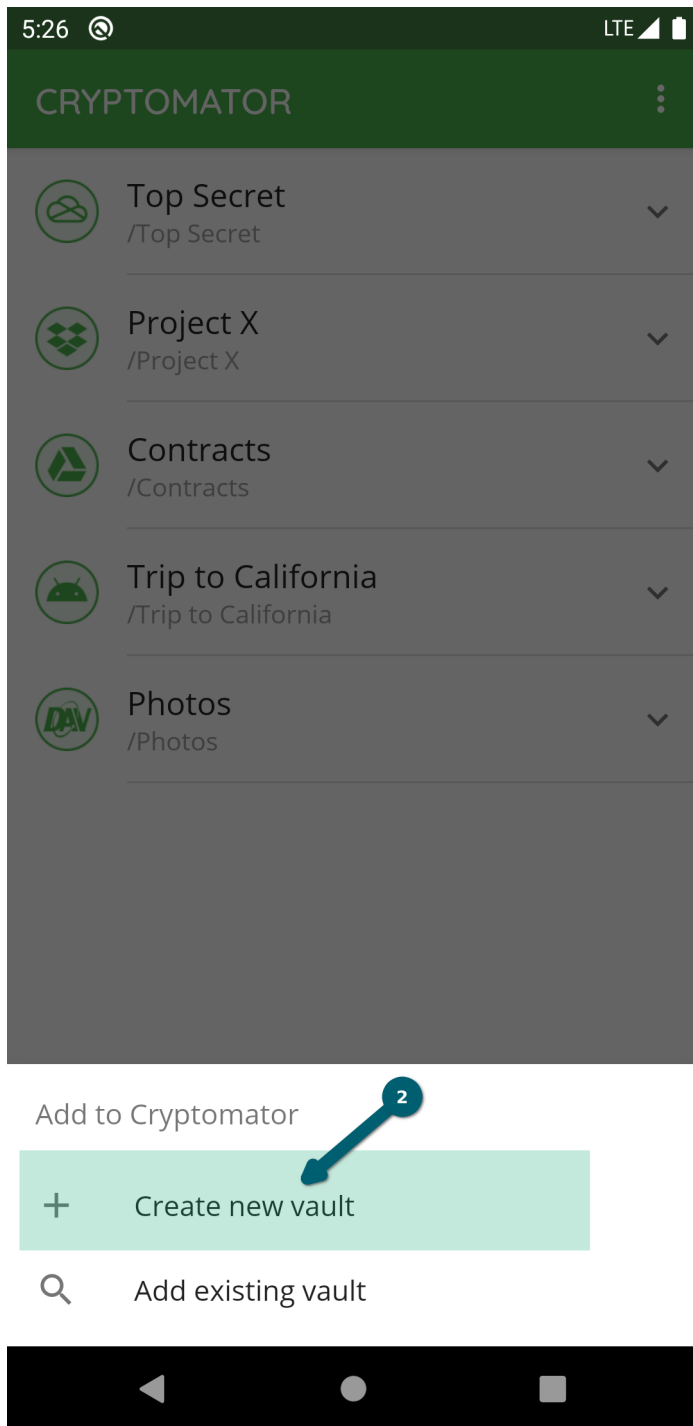 5:26 LTE
CRYPTOMATOR
Top Secret
/Top Secret
Project X
/Project X
Contracts
/Contracts
Trip to California
/Trip to California
DAV
Photos
/Photos
Add to Cryptomator
2
Create new vault
Add existing vault